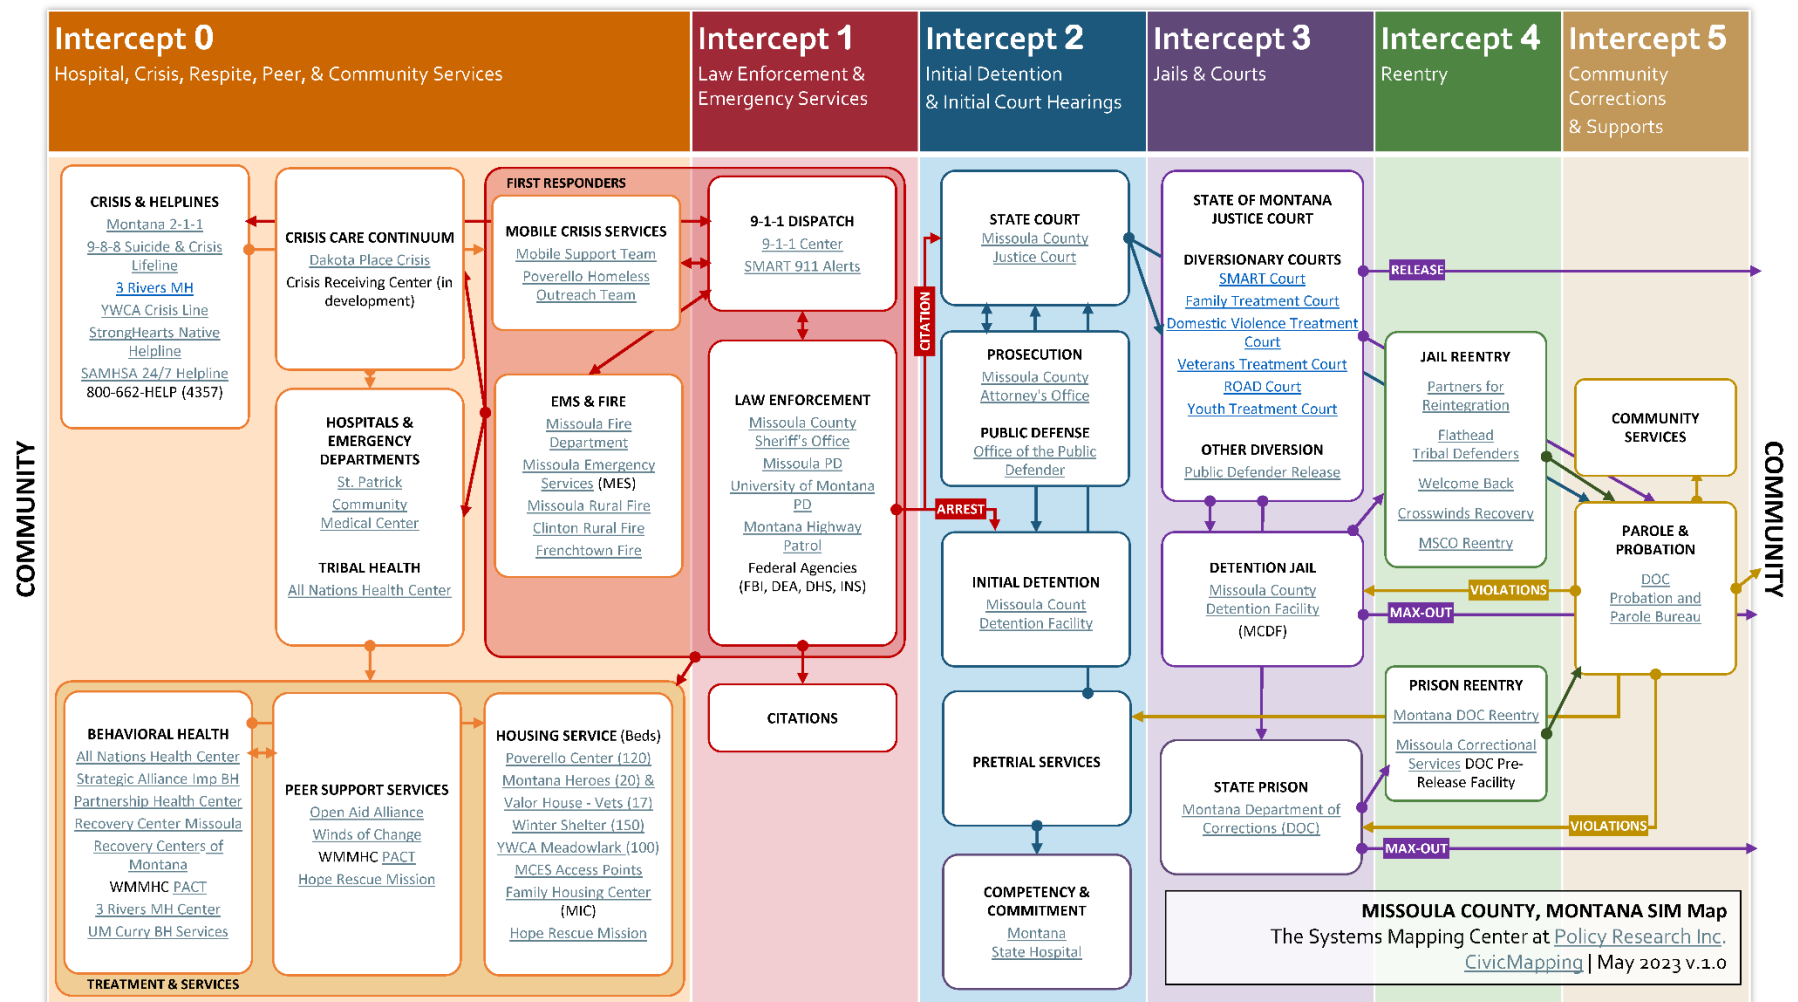 Intercept 0
Hospital, Crisis, Respite, Peer, & Community Services
Intercept 1
Law Enforcement &
Emergency Services
Intercept 2
Initial Detention
& Initial Court Hearings
Intercept 3
Jails & Courts
Intercept 4
Reentry
Intercept 5
Community
Corrections
& Supports
COMMUNITY
CRISIS & HELPLINES
Montana 2-1-1
9-8-8 Suicide & Crisis
Lifeline
3 Rivers MH
YWCA Crisis Line
StrongHearts Native
Helpline
SAMHSA 24/7 Helpline
800-662-HELP (4357)
CRISIS CARE CONTINUUM
Dakota Place Crisis
Crisis Receiving Center (in
development)
HOSPITALS &
EMERGENCY
DEPARTMENTS
St. Patrick
Community
Medical Center
TRIBAL HEALTH
All Nations Health Center
FIRST RESPONDERS
MOBILE CRISIS SERVICES
Mobile Support Team
Poverello Homeless
Outreach Team
EMS & FIRE
Missoula Fire
Department
Missoula Emergency
Services (MES)
Missoula Rural Fire
Clinton Rural Fire
Frenchtown Fire
9-1-1 DISPATCH
9-1-1 Center
SMART 911 Alerts
LAW ENFORCEMENT
Missoula County
Sheriff's Office
Missoula PD
University of Montana
PD
Montana Highway
Patrol
Federal Agencies
(FBI, DEA, DHS, INS)
CITATIONS
BEHAVIORAL HEALTH
All Nations Health Center
Strategic Alliance Imp BH
Partnership Health Center
Recovery Center Missoula
Recovery Centers of
Montana
WMMHC PACT
3 Rivers MH Center
UM Curry BH Services
PEER SUPPORT SERVICES
Open Aid Alliance
Winds of Change
WMMHC PACT
Hope Rescue Mission
HOUSING SERVICE (Beds)
Poverello Center (120)
Montana Heroes (20) &
Valor House - Vets (17)
Winter Shelter (150)
YWCA Meadowlark (100)
MCES Access Points
Family Housing Center
(MIC)
Hope Rescue Mission
TREATMENT & SERVICES
CITATION
ARREST
STATE COURT
Missoula County
Justice Court
PROSECUTION
Missoula County
Attorney's Office
PUBLIC DEFENSE
Office of the Public
Defender
INITIAL DETENTION
Missoula Count
Detention Facility
PRETRIAL SERVICES
COMPETENCY &
COMMITMENT
Montana
State Hospital
STATE OF MONTANA
JUSTICE COURT
DIVERSIONARY COURTS
SMART Court
Family Treatment Court
Domestic Violence Treatment
Court
Veterans Treatment Court
ROAD Court
Youth Treatment Court
OTHER DIVERSION
Public Defender Release
DETENTION JAIL
Missoula County
Detention Facility
(MCDF)
STATE PRISON
Montana Department of
Corrections (DOC)
RELEASE
JAIL REENTRY
Partners for
Reintegration
Flathead
Tribal Defenders
Welcome Back
Crosswinds Recovery
MSCO Reentry
VIOLATIONS
MAX-OUT
PRISON REENTRY
Montana DOC Reentry
Missoula Correctional
Services DOC Pre-
Release Facility
VIOLATIONS
MAX-OUT
COMMUNITY
SERVICES
PAROLE &
PROBATION
DOC
Probation and
Parole Bureau
COMMUNITY
MISSOULA COUNTY, MONTANA SIM Map
The Systems Mapping Center at Policy Research Inc.
CivicMapping | May 2023 v.1.0